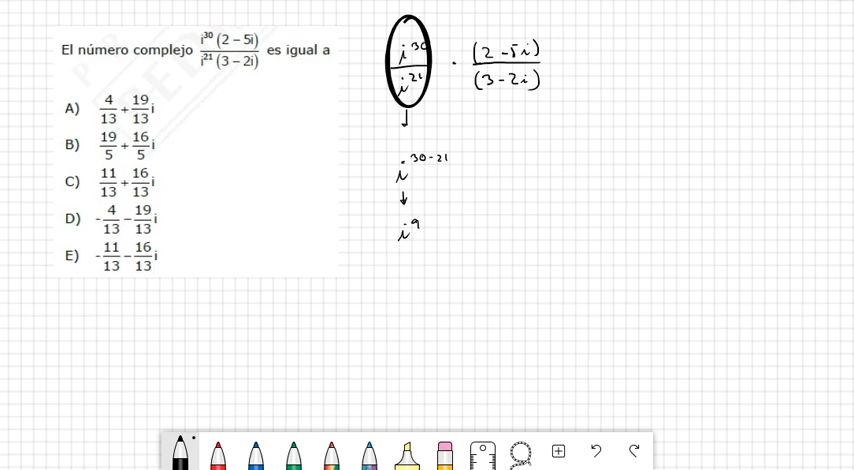 El número complejo i³⁰ (2 − 5i) / i²¹ (3 − 2i) es igual a
A) 4/13 + 19/13 i
B) 19/5 + 16/5 i
C) 11/13 + 16/13 i
D) -4/13 − 19/13 i
E) -11/13 − 16/13 i
i³⁰ / i²¹ · (2 − 5i) / (3 − 2i)
↓
i³⁰⁻²¹
↓
i⁹